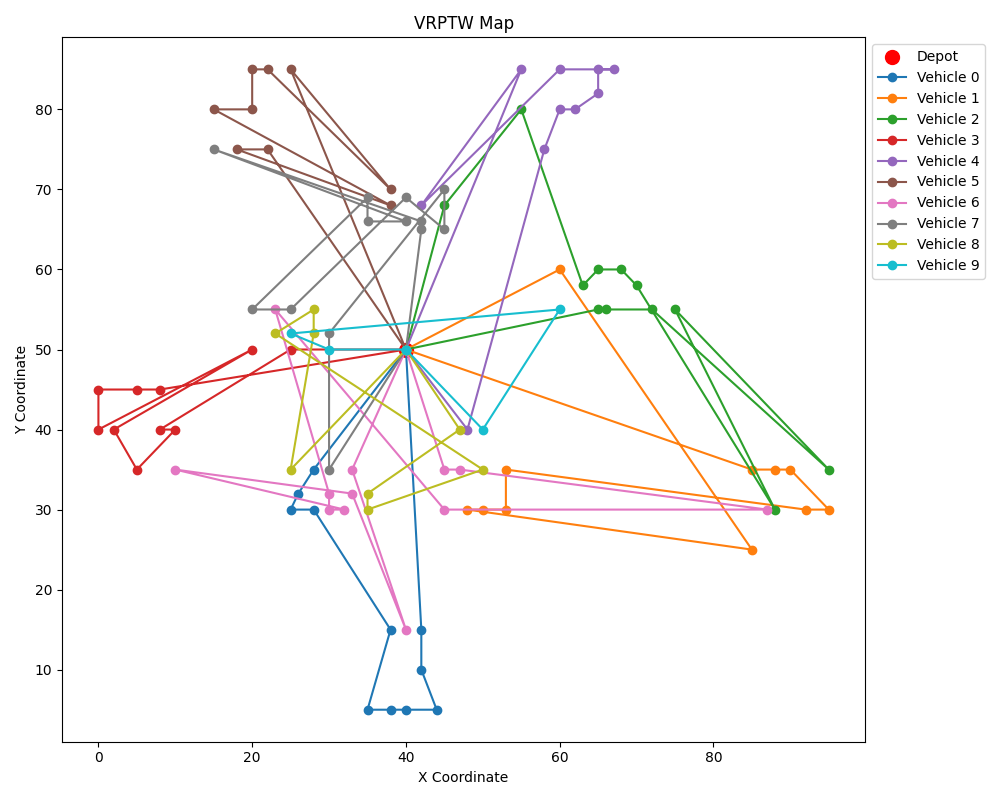 VRPTW Map
Y Coordinate
80
70
60
50
40
30
20
10
0
20
40
60
80
X Coordinate
Depot
Vehicle 0
Vehicle 1
Vehicle 2
Vehicle 3
Vehicle 4
Vehicle 5
Vehicle 6
Vehicle 7
Vehicle 8
Vehicle 9